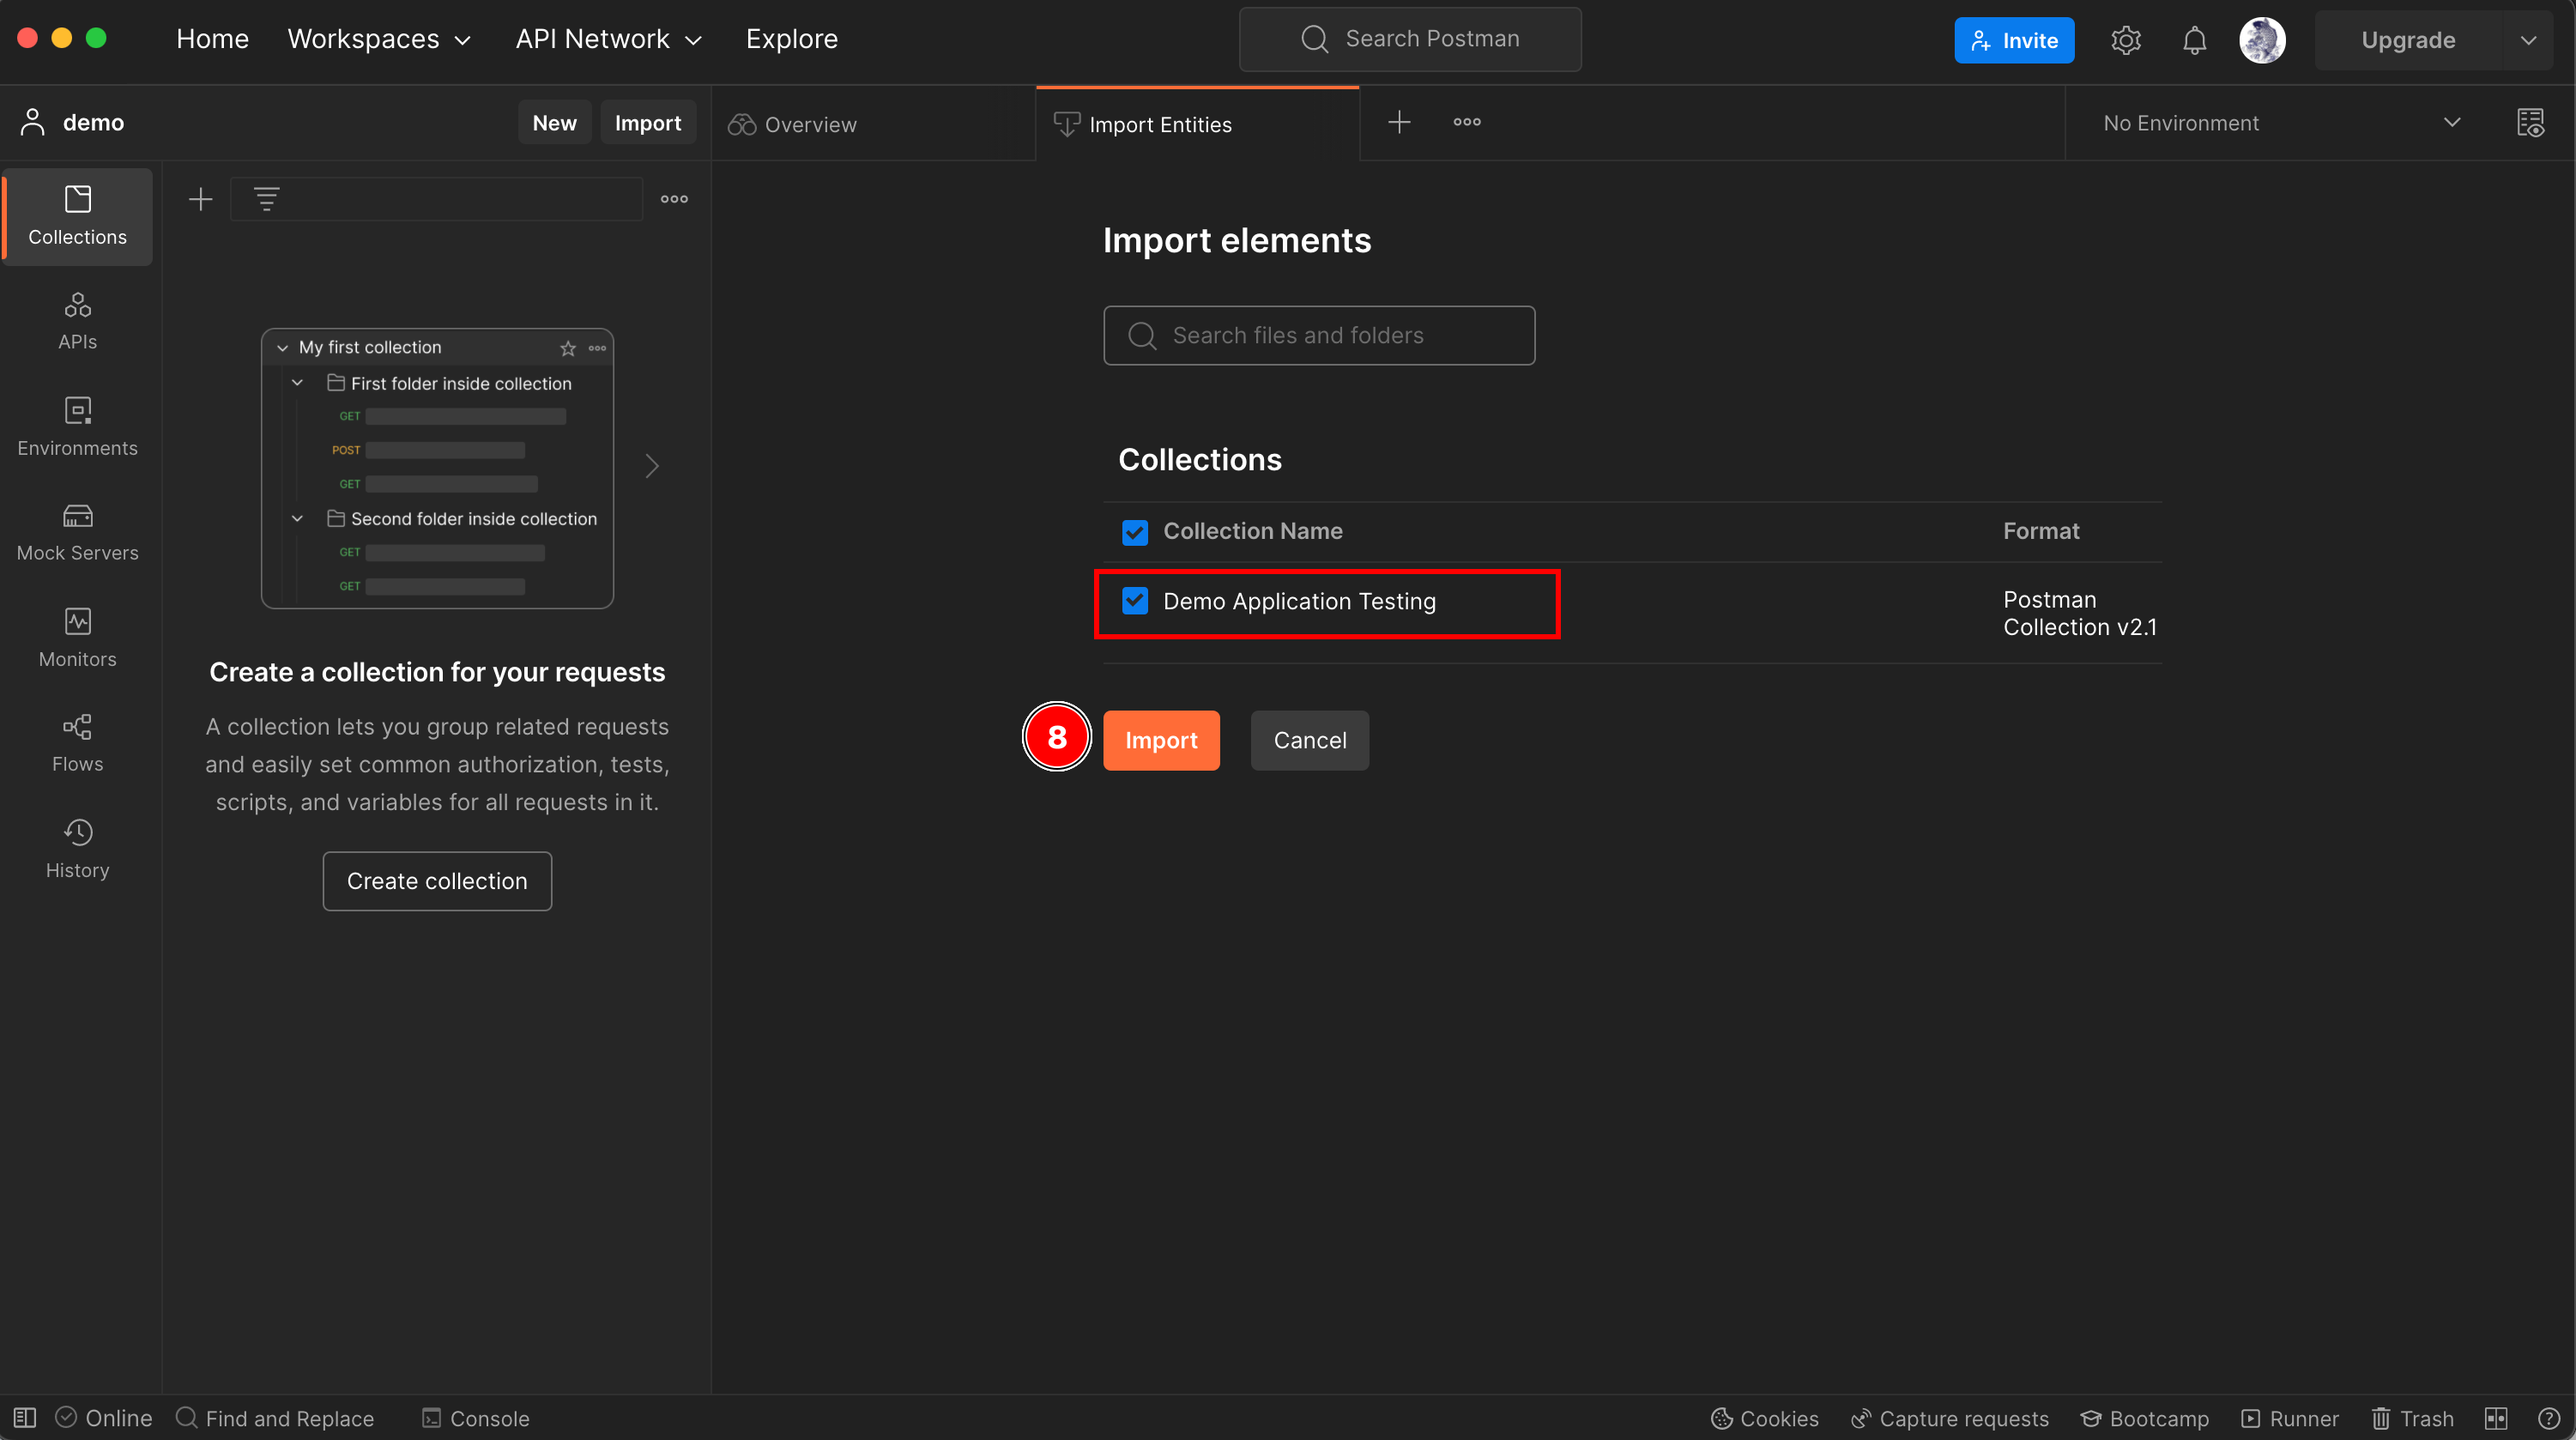 Home Workspaces API Network Explore Search Postman Invite Upgrade
demo New Import Overview Import Entities No Environment
Collections
APIs
Environments
Mock Servers
Monitors
Flows
History
My first collection
First folder inside collection
GET
POST
GET
Second folder inside collection
GET
GET
Create a collection for your requests
A collection lets you group related requests
and easily set common authorization, tests,
scripts, and variables for all requests in it.
Create collection
Import elements
Search files and folders
Collections
Collection Name Format
Demo Application Testing Postman
Collection v2.1
8 Import Cancel
Online Find and Replace Console Cookies Capture requests Bootcamp Runner Trash